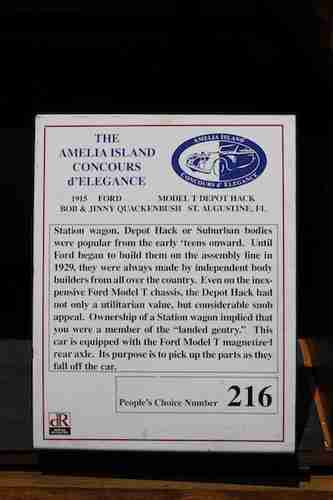 THE
AMELIA ISLAND
CONCOURS
d'ELEGANCE
AMELIA ISLAND
CONCOURS d'ELEGANCE
1915 FORD MODEL T DEPOT HACK
BOB & JINNY QUACKENBUSH ST. AUGUSTINE, FL
Station wagon, Depot Hack or Suburban bodies
were popular from the early 'teens onward. Until
Ford began to build them on the assembly line in
1929, they were always made by independent body
builders from all over the country. Even on the inex-
pensive Ford Model T chassis, the Depot Hack had
not only a utilitarian value, but considerable snob
appeal. Ownership of a Station wagon implied that
you were a member of the "landed gentry." This
car is equipped with the Ford Model T magnetized
rear axle. Its purpose is to pick up the parts as they
fall off the car.
People's Choice Number 216
dR